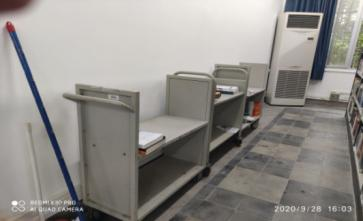 REDMI K30 PRO
AI QUAD CAMERA
2020/9/28 16:03